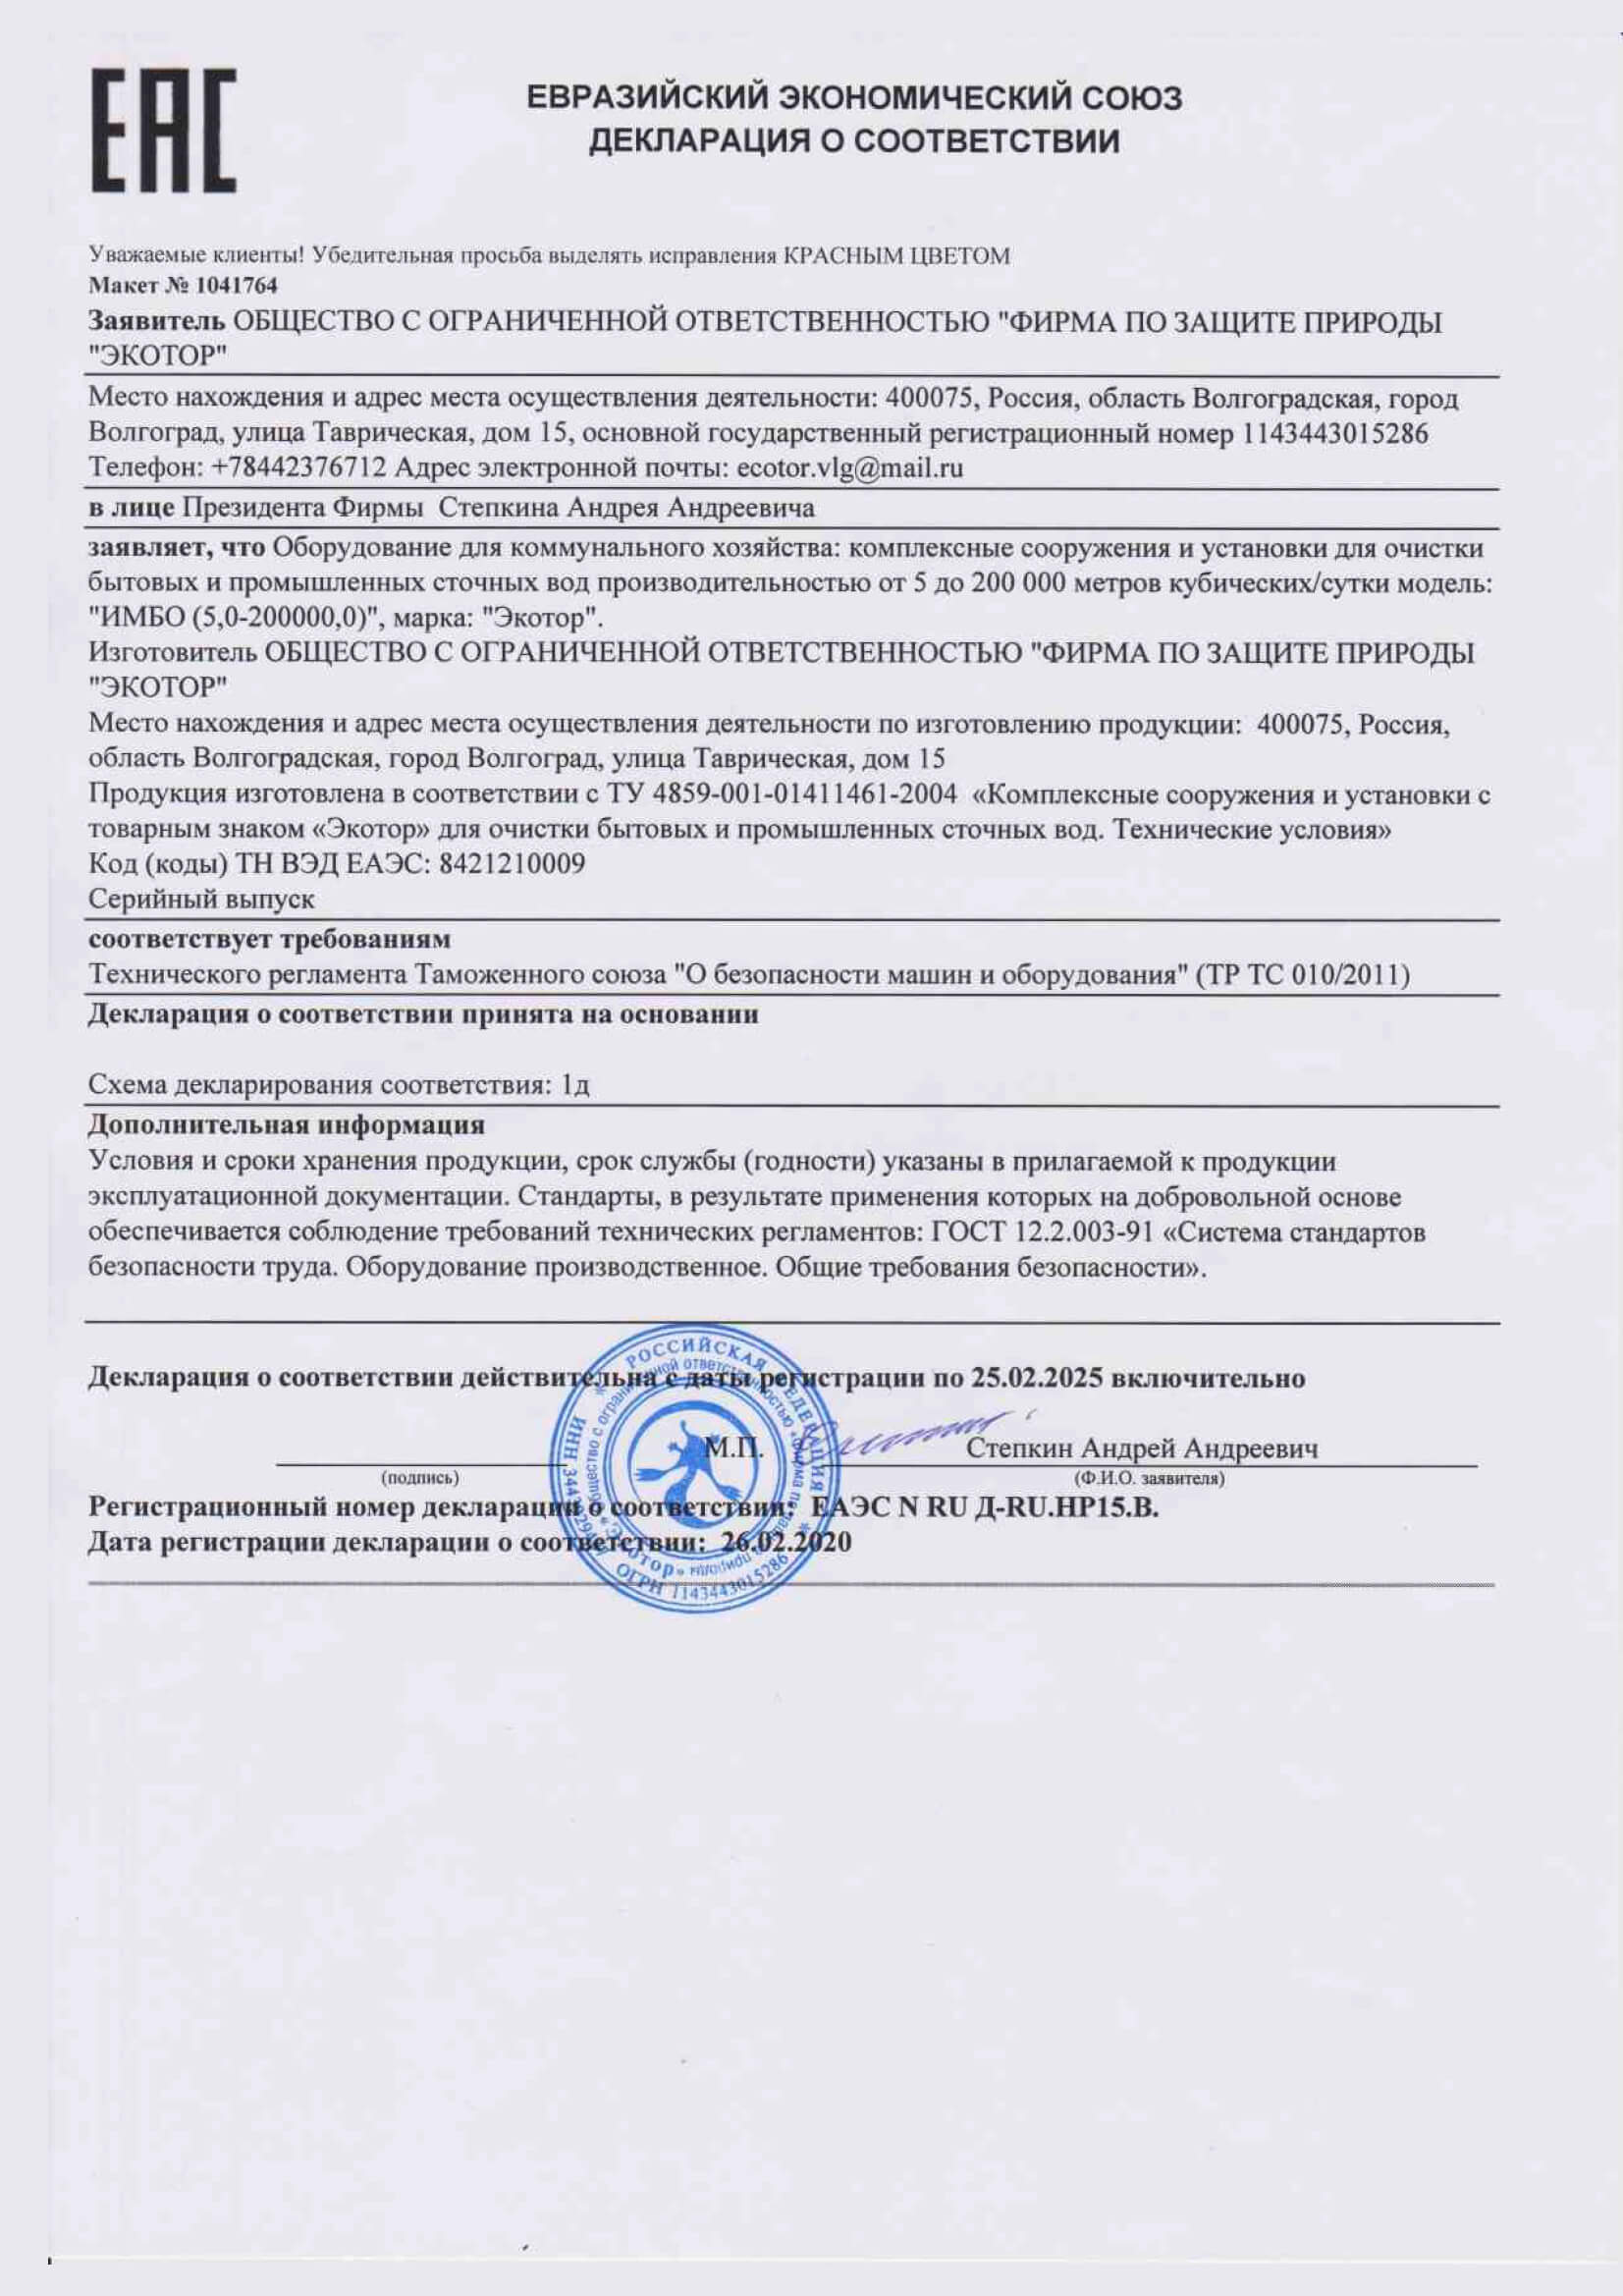 ЕАС
ЕВРАЗИЙСКИЙ ЭКОНОМИЧЕСКИЙ СОЮЗ
ДЕКЛАРАЦИЯ О СООТВЕТСТВИИ
Уважаемые клиенты! Убедительная просьба выделять исправления КРАСНЫМ ЦВЕТОМ
Макет № 1041764
Заявитель ОБЩЕСТВО С ОГРАНИЧЕННОЙ ОТВЕТСТВЕННОСТЬЮ "ФИРМА ПО ЗАЩИТЕ ПРИРОДЫ
"ЭКОТОР"
Место нахождения и адрес места осуществления деятельности: 400075, Россия, область Волгоградская, город
Волгоград, улица Таврическая, дом 15, основной государственный регистрационный номер 1143443015286
Телефон: +78442376712 Адрес электронной почты: ecotor.vlg@mail.ru
в лице Президента Фирмы Степкина Андрея Андреевича
заявляет, что Оборудование для коммунального хозяйства: комплексные сооружения и установки для очистки
бытовых и промышленных сточных вод производительностью от 5 до 200 000 метров кубических/сутки модель:
"ИМБО (5,0-200000,0)", марка: "Экотор".
Изготовитель ОБЩЕСТВО С ОГРАНИЧЕННОЙ ОТВЕТСТВЕННОСТЬЮ "ФИРМА ПО ЗАЩИТЕ ПРИРОДЫ
"ЭКОТОР"
Место нахождения и адрес места осуществления деятельности по изготовлению продукции: 400075, Россия,
область Волгоградская, город Волгоград, улица Таврическая, дом 15
Продукция изготовлена в соответствии с ТУ 4859-001-01411461-2004 «Комплексные сооружения и установки с
товарным знаком «Экотор» для очистки бытовых и промышленных сточных вод. Технические условия»
Код (коды) ТН ВЭД ЕАЭС: 8421210009
Серийный выпуск
соответствует требованиям
Технического регламента Таможенного союза "О безопасности машин и оборудования" (ТР ТС 010/2011)
Декларация о соответствии принята на основании
Схема декларирования соответствия: 1д
Дополнительная информация
Условия и сроки хранения продукции, срок службы (годности) указаны в прилагаемой к продукции
эксплуатационной документации. Стандарты, в результате применения которых на добровольной основе
обеспечивается соблюдение требований технических регламентов: ГОСТ 12.2.003-91 «Система стандартов
безопасности труда. Оборудование производственное. Общие требования безопасности».
Декларация о соответствии действительна с даты регистрации по 25.02.2025 включительно
М.П. Степкин Андрей Андреевич
(подпись) (Ф.И.О. заявителя)
Регистрационный номер декларации о соответствии: ЕАЭС N RU Д-RU.НР15.В.
Дата регистрации декларации о соответствии: 26.02.2020
РОССИЙСКАЯ ФЕДЕРАЦИЯ
ОГРН 1143443015286
ИНН
общество с ограниченной ответственностью «Фирма по защите природы «Экотор»